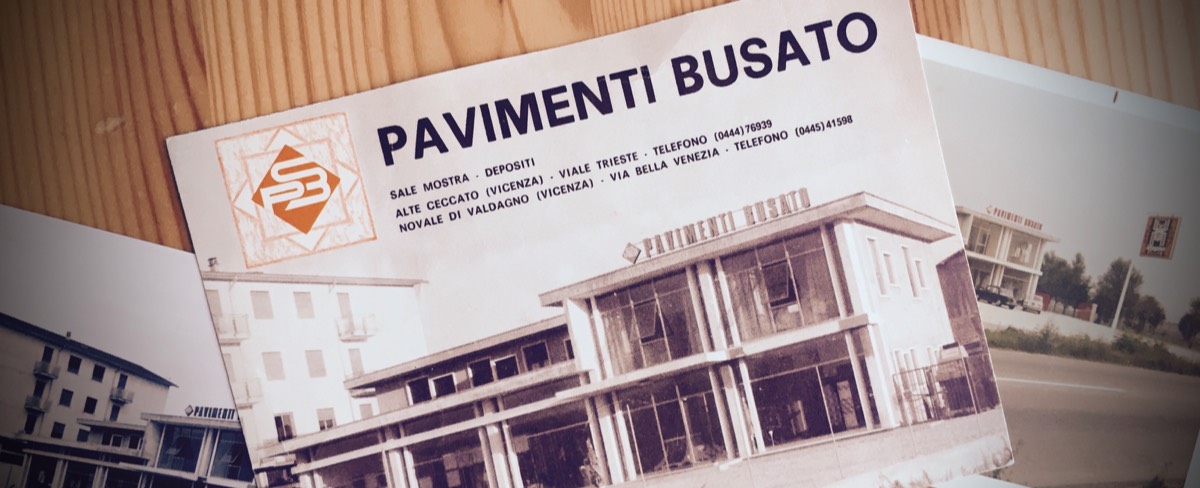 PAVIMENTI BUSATO
SALE MOSTRA · DEPOSITI
ALTE CECCATO (VICENZA) · VIALE TRIESTE · TELEFONO (0444)76939
NOVALE DI VALDAGNO (VICENZA) · VIA BELLA VENEZIA · TELEFONO (0445)41598
SPB
PAVIMENTI BUSATO
PAVIMENTI BUSATO
PAVIMENTI